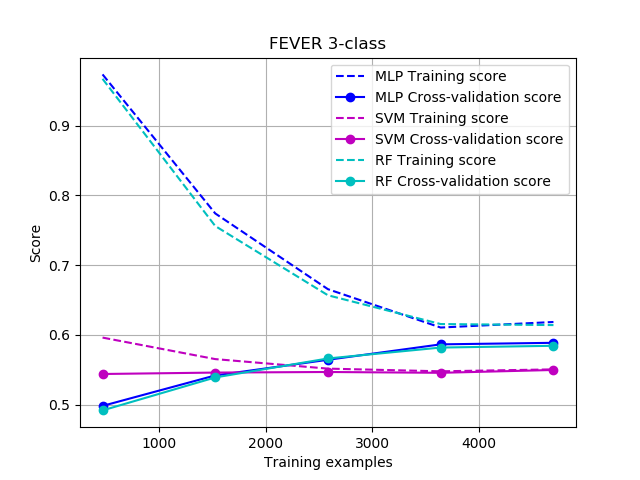 FEVER 3-class
MLP Training score
MLP Cross-validation score
SVM Training score
SVM Cross-validation score
RF Training score
RF Cross-validation score
Score
0.9
0.8
0.7
0.6
0.5
1000 2000 3000 4000
Training examples